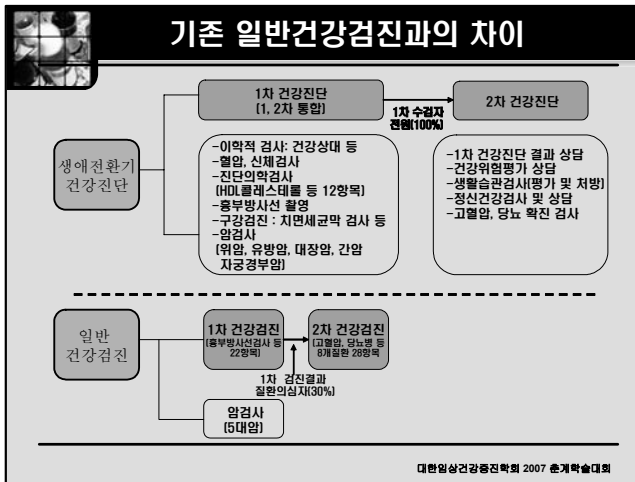 기존 일반건강검진과의 차이
생애전환기
건강진단
1차 건강진단
(1, 2차 통합)
1차 수검자
전원(100%)
2차 건강진단
-이학적 검사: 건강상대 등
-혈압, 신체검사
-진단의학검사
(HDL콜레스테롤 등 12항목)
-흉부방사선 촬영
-구강검진 : 치면세균막 검사 등
-암검사
(위암, 유방암, 대장암, 간암
자궁경부암)
-1차 건강진단 결과 상담
-건강위험평가 상담
-생활습관검사(평가 및 처방)
-정신건강검사 및 상담
-고혈압, 당뇨 확진 검사
일반
건강검진
1차 건강검진
(흉부방사선검사 등
22항목)
2차 건강검진
(고혈압, 당뇨병 등
8개질환 28항목)
1차 검진결과
질환의심자(30%)
암검사
(5대암)
대한임상건강증진학회 2007 춘계학술대회